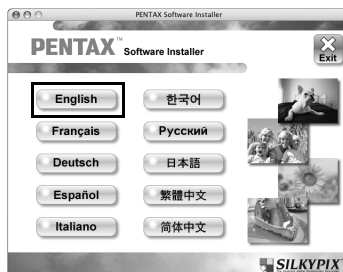 PENTAX Software Installer
PENTAX™ Software Installer
Exit
English
한국어
Français
Русский
Deutsch
日本語
Español
繁體中文
Italiano
简体中文
SILKYPIX